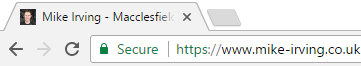 Mike Irving - Macclesfield
Secure https://www.mike-irving.co.uk